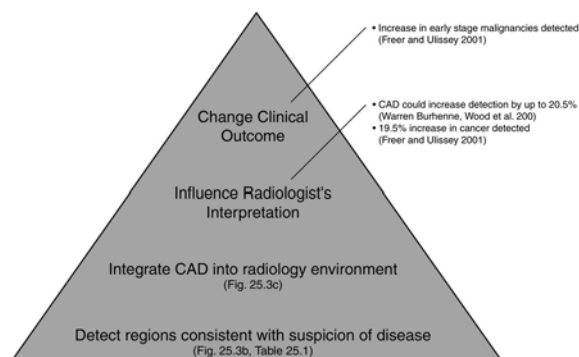 • Increase in early stage malignancies detected
(Freer and Ulissey 2001)
Change Clinical
Outcome
• CAD could increase detection by up to 20.5%
(Warren Burhenne, Wood et al. 200)
• 19.5% increase in cancer detected
(Freer and Ulissey 2001)
Influence Radiologist's
Interpretation
Integrate CAD into radiology environment
(Fig. 25.3c)
Detect regions consistent with suspicion of disease
(Fig. 25.3b, Table 25.1)